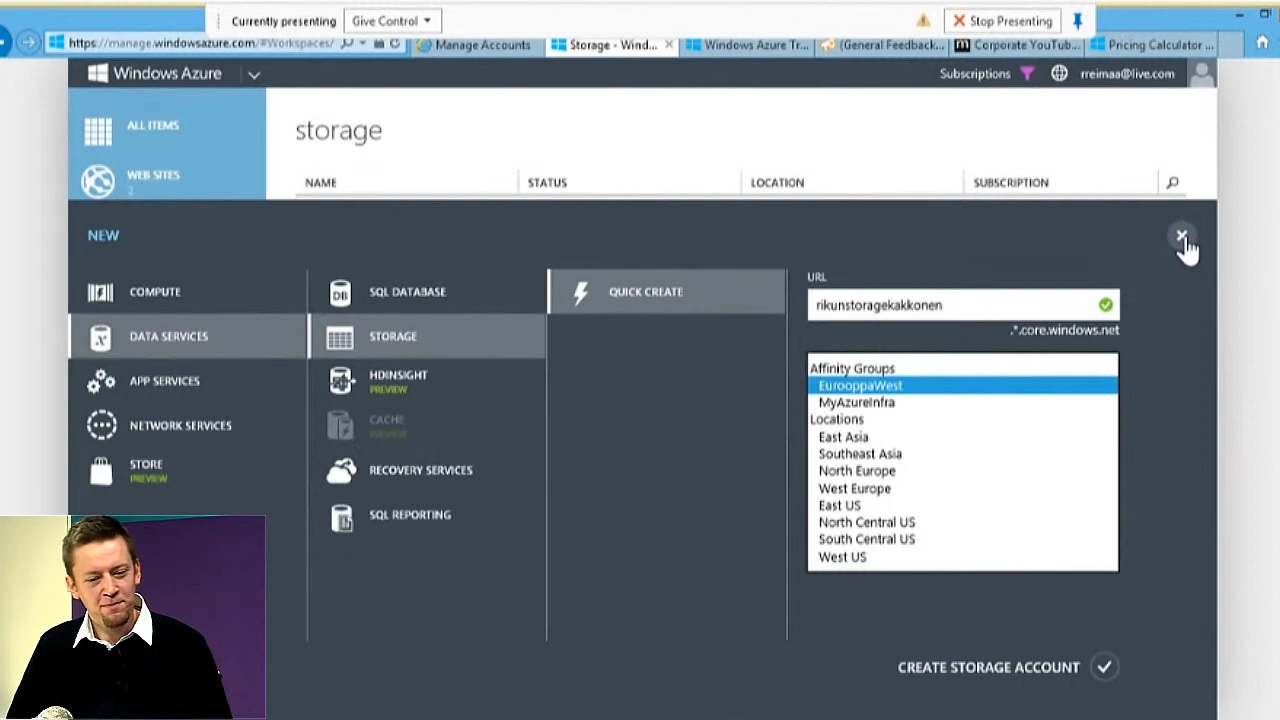 Currently presenting Give Control Stop Presenting
https://manage.windowsazure.com/#Workspaces/ Manage Accounts Storage - Wind... Windows Azure Tr... (General Feedback... Corporate YouTub... Pricing Calculator ...
Windows Azure Subscriptions rreimaa@live.com
ALL ITEMS
WEB SITES
2
storage
NAME STATUS LOCATION SUBSCRIPTION
NEW
COMPUTE
DATA SERVICES
APP SERVICES
NETWORK SERVICES
STORE
PREVIEW
SQL DATABASE
STORAGE
HDINSIGHT
PREVIEW
CACHE
PREVIEW
RECOVERY SERVICES
SQL REPORTING
QUICK CREATE
URL
rikunstoragekakkonen
.*.core.windows.net
Affinity Groups
EurooppaWest
MyAzureInfra
Locations
East Asia
Southeast Asia
North Europe
West Europe
East US
North Central US
South Central US
West US
CREATE STORAGE ACCOUNT